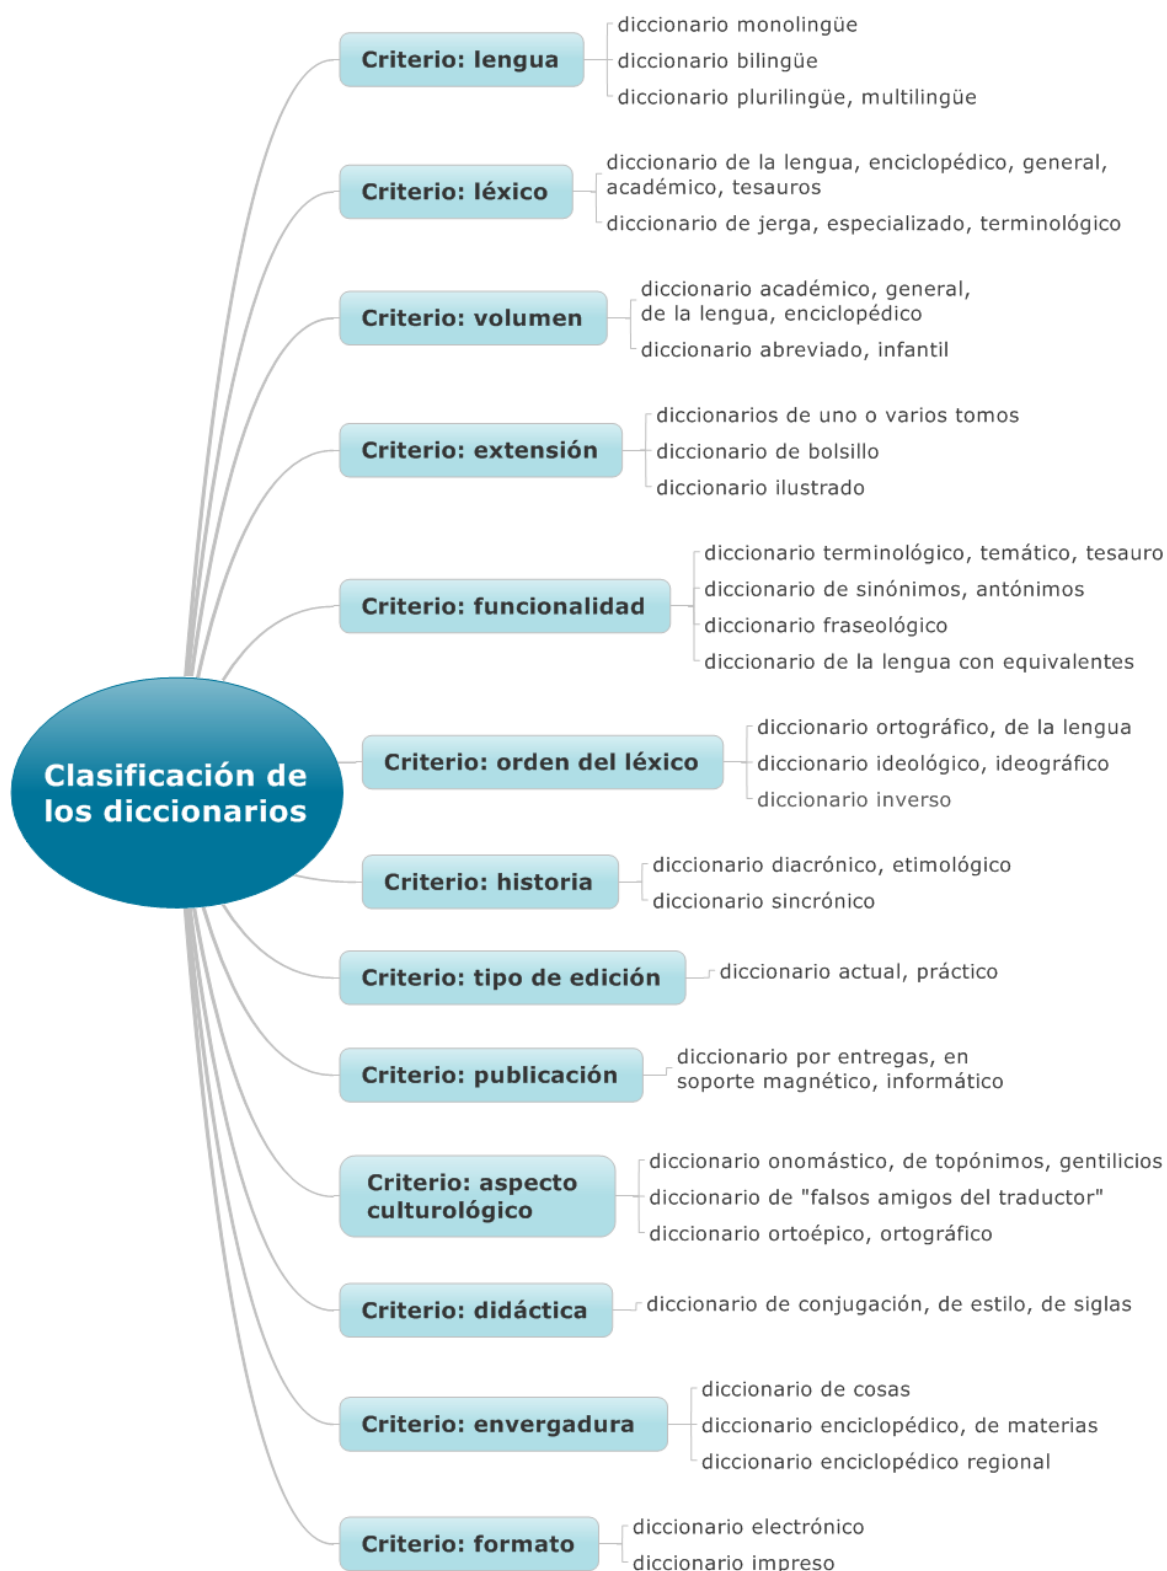 Clasificación de
los diccionarios
Criterio: lengua
diccionario monolingüe
diccionario bilingüe
diccionario plurilingüe, multilingüe
Criterio: léxico
diccionario de la lengua, enciclopédico, general,
académico, tesauros
diccionario de jerga, especializado, terminológico
Criterio: volumen
diccionario académico, general,
de la lengua, enciclopédico
diccionario abreviado, infantil
Criterio: extensión
diccionarios de uno o varios tomos
diccionario de bolsillo
diccionario ilustrado
Criterio: funcionalidad
diccionario terminológico, temático, tesauro
diccionario de sinónimos, antónimos
diccionario fraseológico
diccionario de la lengua con equivalentes
Criterio: orden del léxico
diccionario ortográfico, de la lengua
diccionario ideológico, ideográfico
diccionario inverso
Criterio: historia
diccionario diacrónico, etimológico
diccionario sincrónico
Criterio: tipo de edición
diccionario actual, práctico
Criterio: publicación
diccionario por entregas, en
soporte magnético, informático
Criterio: aspecto
culturológico
diccionario onomástico, de topónimos, gentilicios
diccionario de "falsos amigos del traductor"
diccionario ortoépico, ortográfico
Criterio: didáctica
diccionario de conjugación, de estilo, de siglas
Criterio: envergadura
diccionario de cosas
diccionario enciclopédico, de materias
diccionario enciclopédico regional
Criterio: formato
diccionario electrónico
diccionario impreso